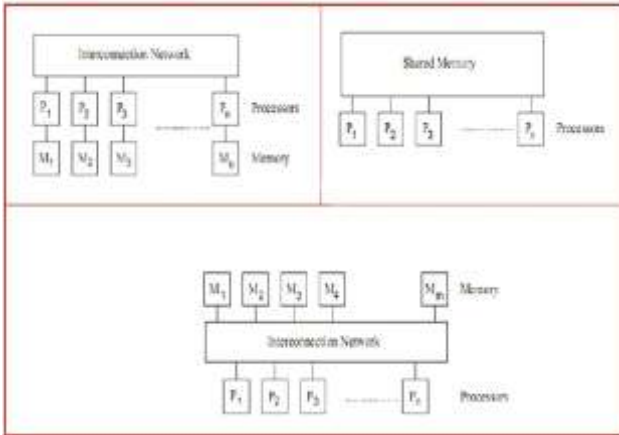 Interconnection Network
P1 P2 P3 Pn Processors
M1 M2 M3 Mn Memory
Shared Memory
P1 P2 P3 Pn Processors
M1 M2 M3 M4 Mm Memory
Interconnection Network
P1 P2 P3 Pn Processors